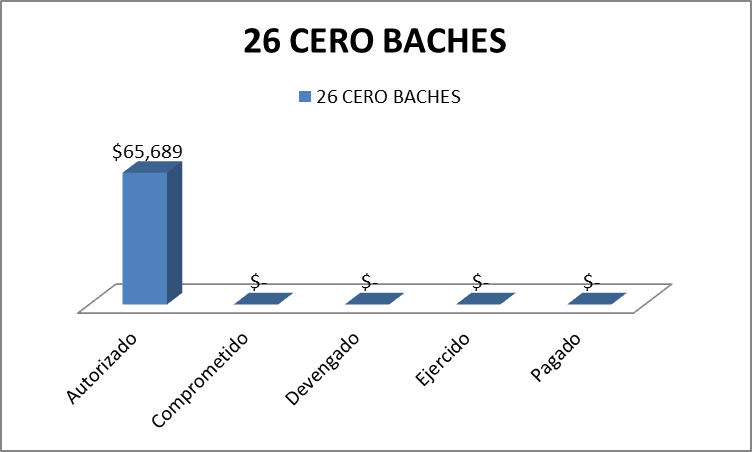 26 CERO BACHES
26 CERO BACHES
$65,689
$-
$-
$-
$-
Autorizado
Comprometido
Devengado
Ejercido
Pagado